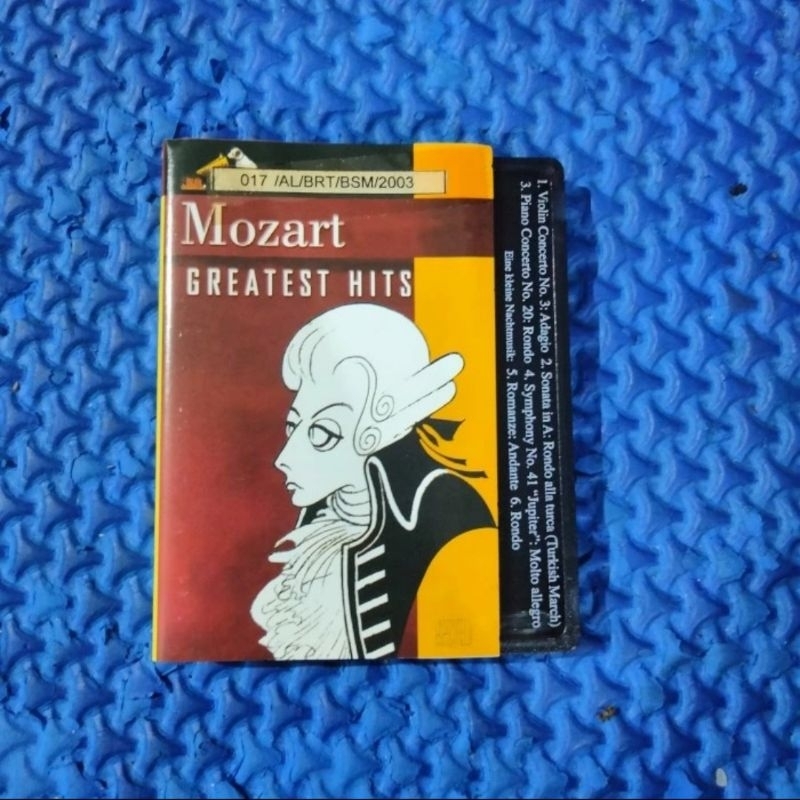 017 /AL/BRT/BSM/2003
Mozart
GREATEST HITS
1. Violin Concerto No. 3: Adagio 2. Sonata in A: Rondo alla turca (Turkish March)
3. Piano Concerto No. 20: Rondo 4. Symphony No. 41 "Jupiter": Molto allegro
Eine kleine Nachtmusik: 5. Romanze: Andante 6. Rondo